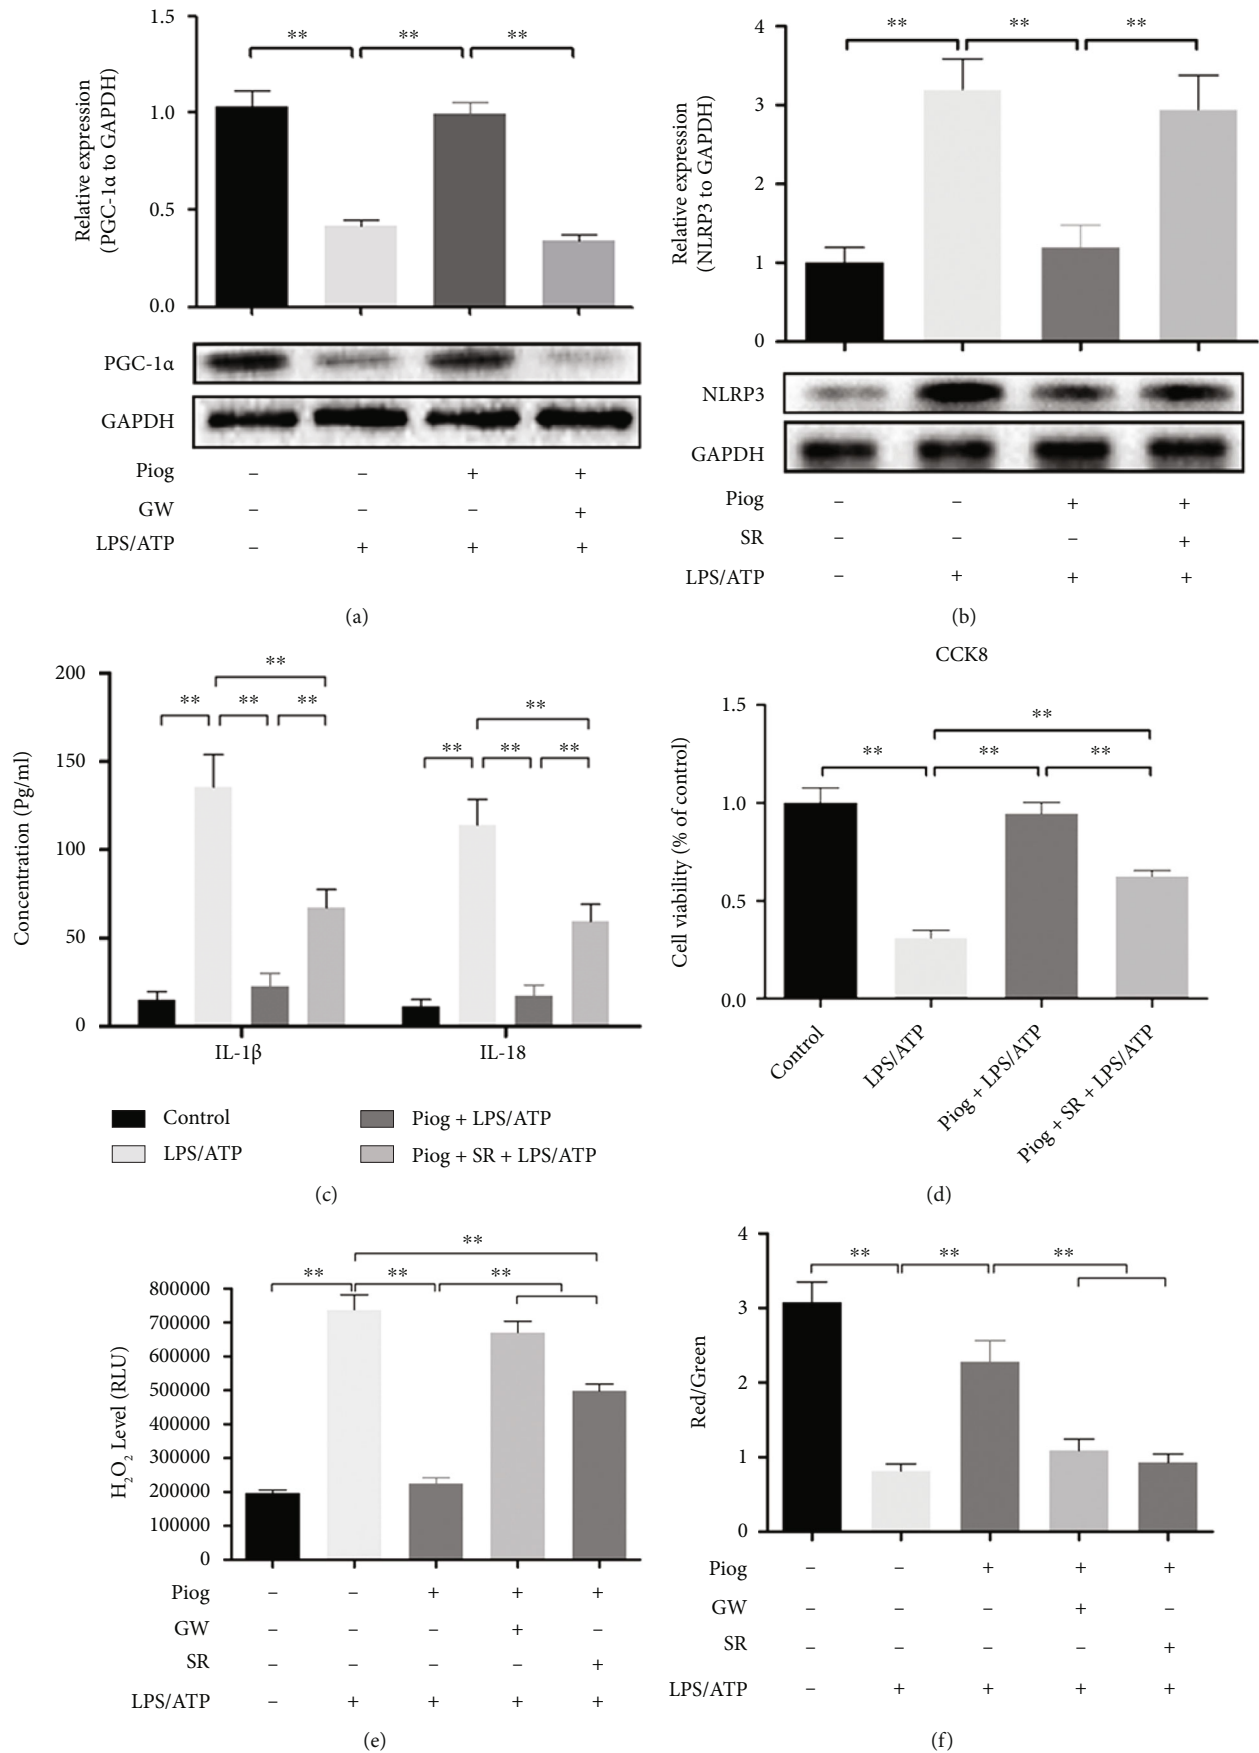 1.5
1.0
0.5
0.0
Relative expression
(PGC-1α to GAPDH)
** ** **
PGC-1α
GAPDH
Piog – – + +
GW – – – +
LPS/ATP – + + +
(a)
4
3
2
1
0
Relative expression
(NLRP3 to GAPDH)
** ** **
NLRP3
GAPDH
Piog – – + +
SR – – – +
LPS/ATP – + + +
(b)
200
150
100
50
0
Concentration (Pg/ml)
**
** ** **
**
** ** **
IL-1β IL-18
Control Piog + LPS/ATP
LPS/ATP Piog + SR + LPS/ATP
(c)
CCK8
1.5
1.0
0.5
0.0
Cell viability (% of control)
**
** ** **
Control
LPS/ATP
Piog + LPS/ATP
Piog + SR + LPS/ATP
(d)
800000
700000
600000
500000
400000
300000
200000
100000
0
H₂O₂ Level (RLU)
**
** ** **
Piog – – + + +
GW – – – + –
SR – – – – +
LPS/ATP – + + + +
(e)
4
3
2
1
0
Red/Green
** ** **
Piog – – + + +
GW – – – + –
SR – – – – +
LPS/ATP – + + + +
(f)